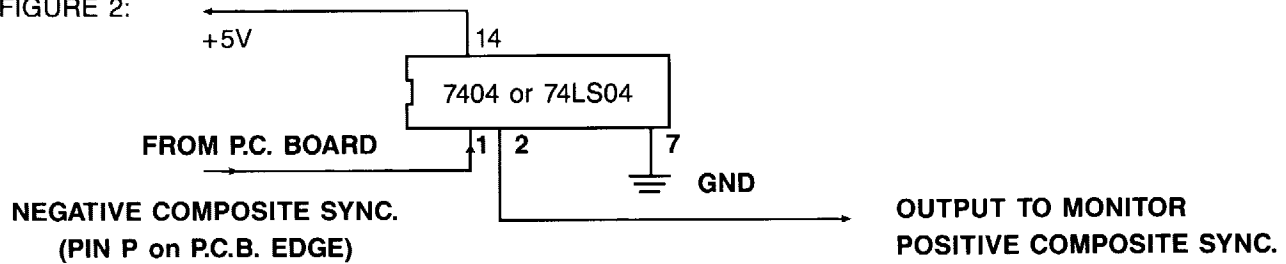 FIGURE 2:
+5V
14
7404 or 74LS04
FROM P.C. BOARD
1 2 7
GND
NEGATIVE COMPOSITE SYNC.
(PIN P on P.C.B. EDGE)
OUTPUT TO MONITOR
POSITIVE COMPOSITE SYNC.